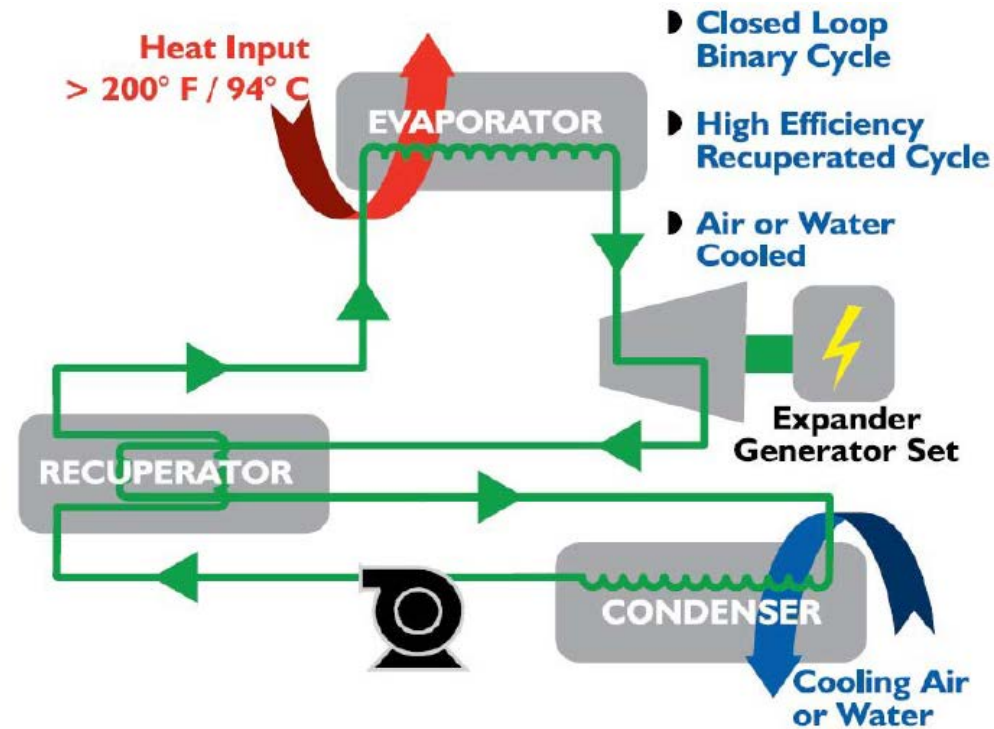 Heat Input
> 200° F / 94° C
EVAPORATOR
Closed Loop
Binary Cycle
High Efficiency
Recuperated Cycle
Air or Water
Cooled
Expander
Generator Set
RECUPERATOR
CONDENSER
Cooling Air
or Water